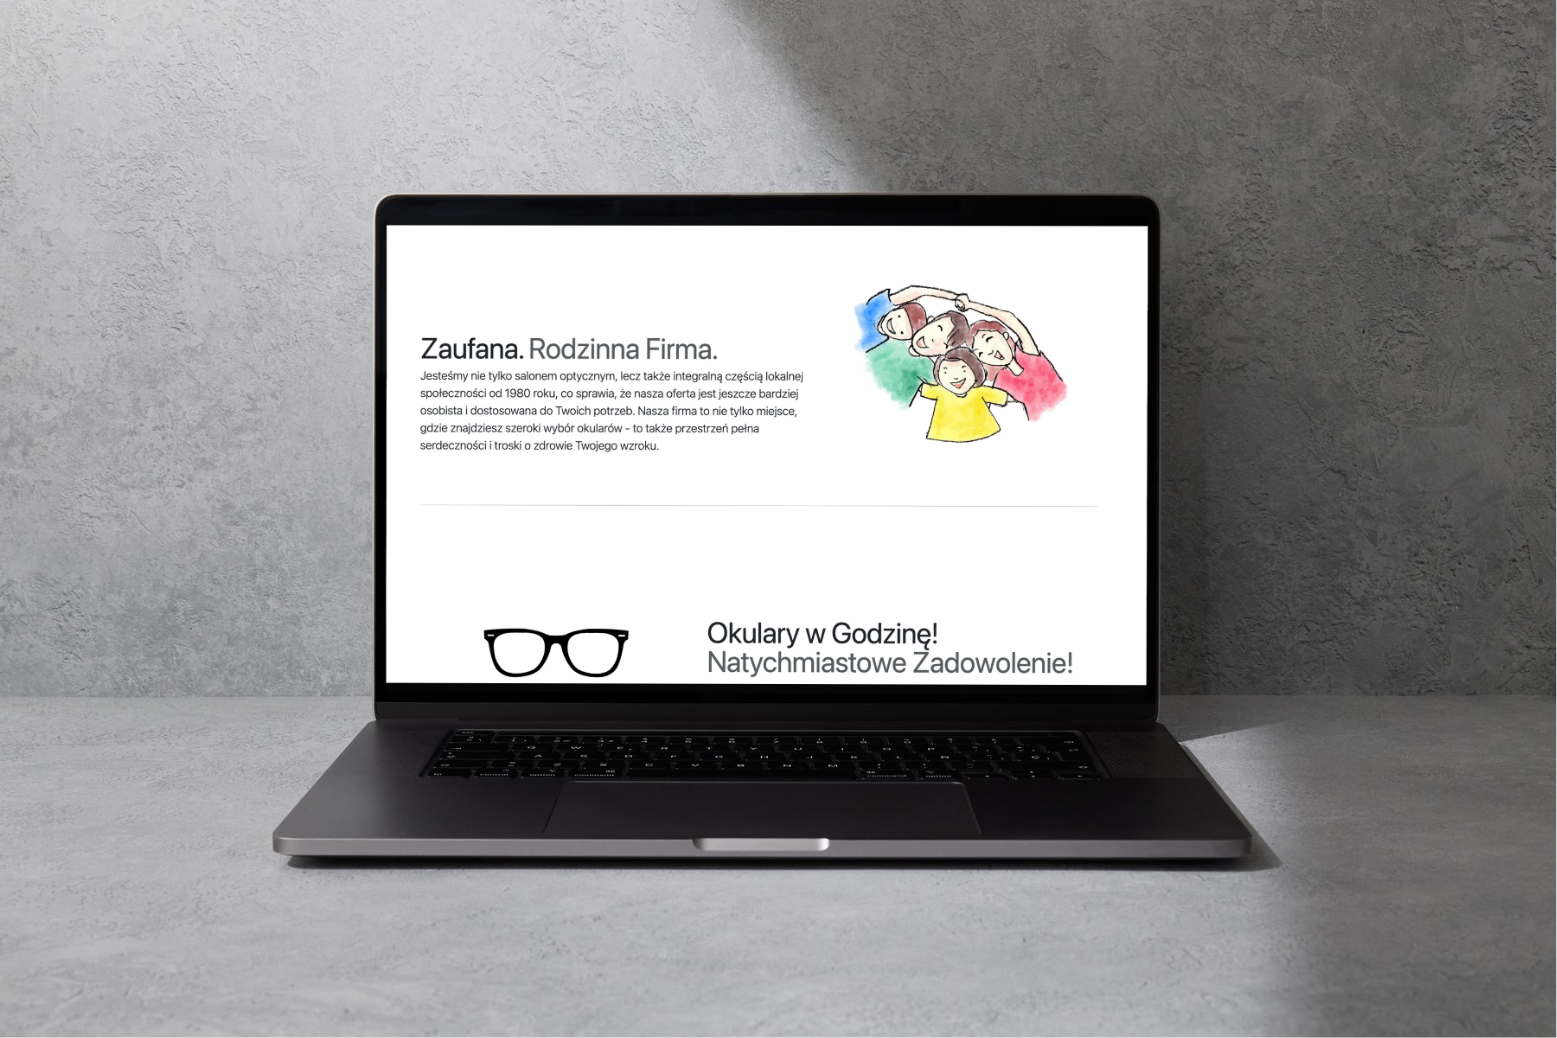 Zaufana. Rodzinna Firma.
Jesteśmy nie tylko salonem optycznym, lecz także integralną częścią lokalnej
społeczności od 1980 roku, co sprawia, że nasza oferta jest jeszcze bardziej
osobista i dostosowana do Twoich potrzeb. Nasza firma to nie tylko miejsce,
gdzie znajdziesz szeroki wybór okularów - to także przestrzeń pełna
serdeczności i troski o zdrowie Twojego wzroku.
Okulary w Godzinę!
Natychmiastowe Zadowolenie!